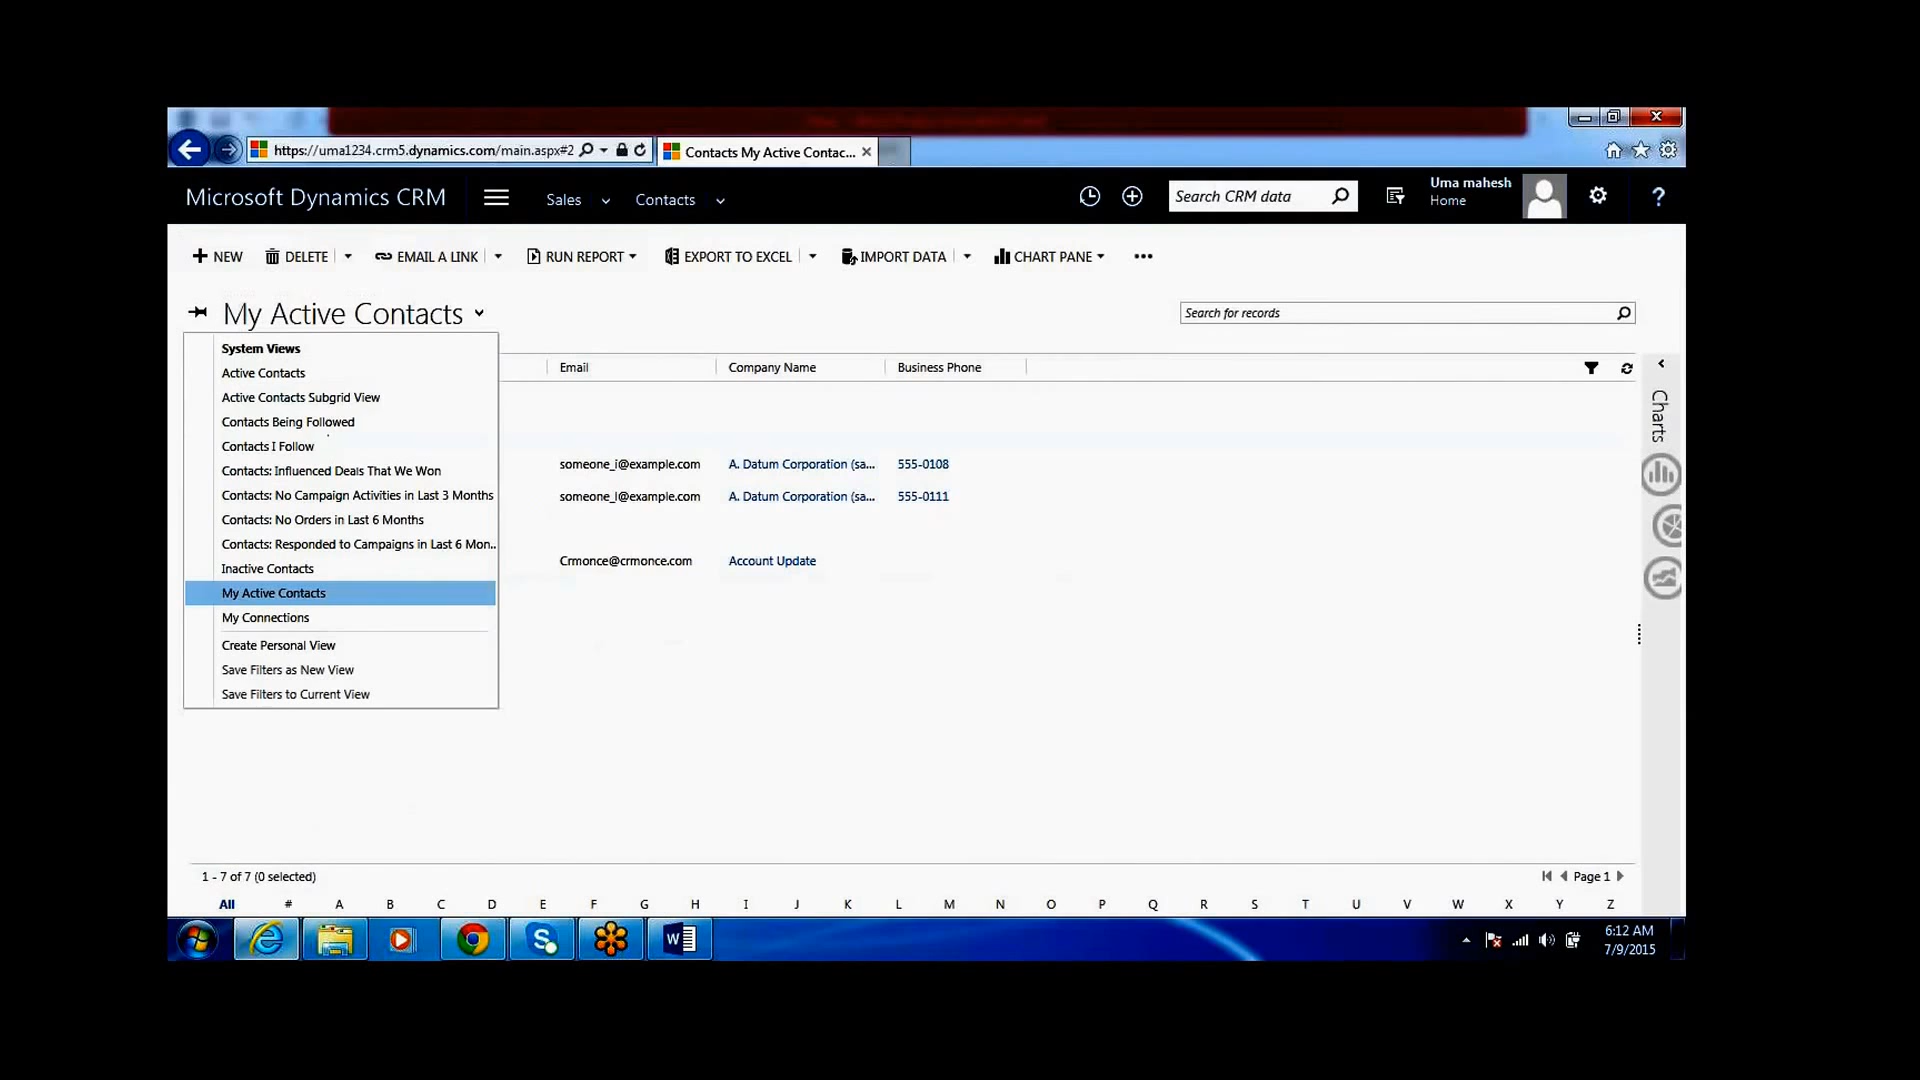 https://uma1234.crm5.dynamics.com/main.aspx#2
Contacts My Active Contac...
Microsoft Dynamics CRM
Sales
Contacts
Search CRM data
Uma mahesh
Home
?
NEW
DELETE
EMAIL A LINK
RUN REPORT
EXPORT TO EXCEL
IMPORT DATA
CHART PANE
...
My Active Contacts
Search for records
System Views
Active Contacts
Active Contacts Subgrid View
Contacts Being Followed
Contacts I Follow
Contacts: Influenced Deals That We Won
Contacts: No Campaign Activities in Last 3 Months
Contacts: No Orders in Last 6 Months
Contacts: Responded to Campaigns in Last 6 Mon..
Inactive Contacts
My Active Contacts
My Connections
Create Personal View
Save Filters as New View
Save Filters to Current View
Email Company Name Business Phone
someone_i@example.com A. Datum Corporation (sa... 555-0108
someone_l@example.com A. Datum Corporation (sa... 555-0111
Crmonce@crmonce.com Account Update
Charts
1 - 7 of 7 (0 selected)
Page 1
All # A B C D E F G H I J K L M N O P Q R S T U V W X Y Z
6:12 AM
7/9/2015